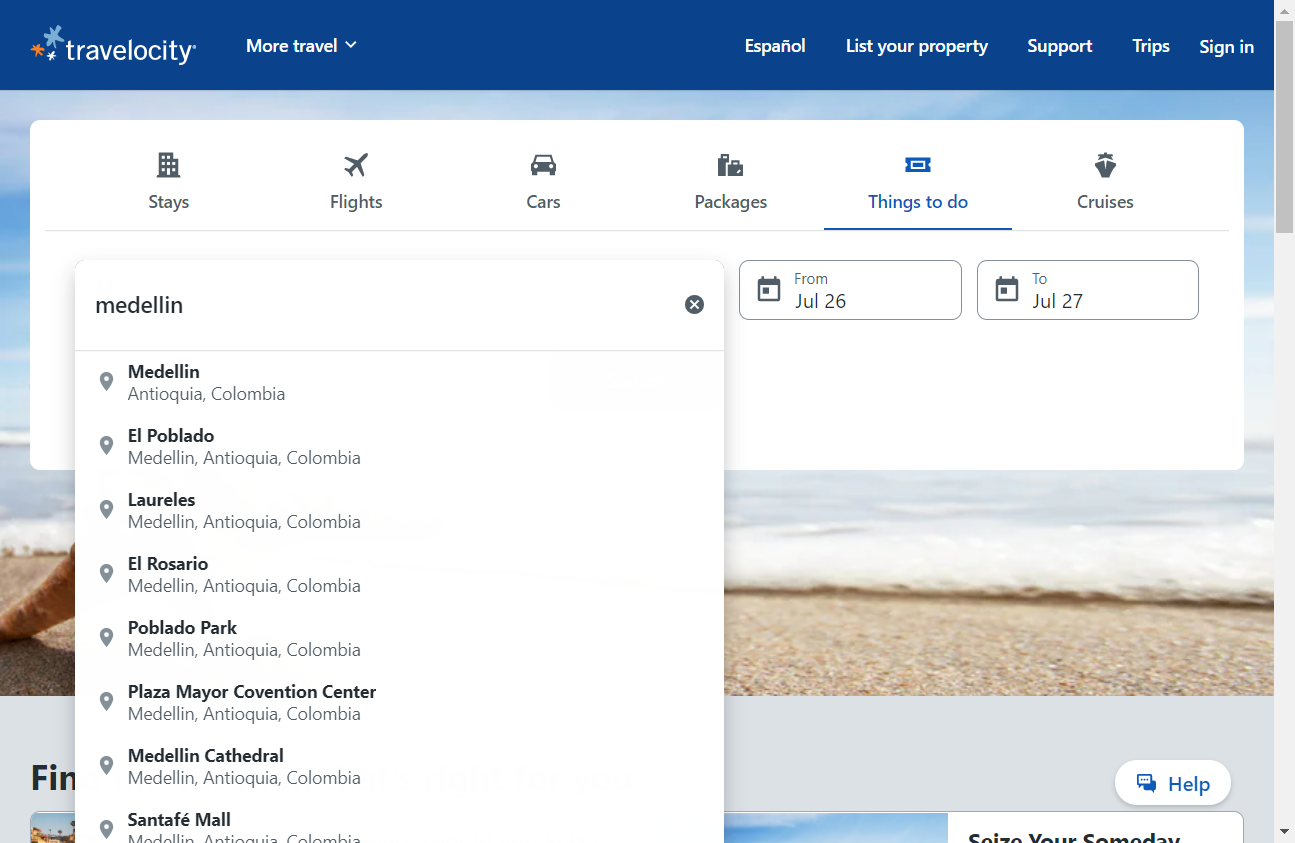 travelocity
More travel
Español
List your property
Support
Trips
Sign in
Stays
Flights
Cars
Packages
Things to do
Cruises
medellin
From
Jul 26
To
Jul 27
Medellin
Antioquia, Colombia
El Poblado
Medellin, Antioquia, Colombia
Laureles
Medellin, Antioquia, Colombia
El Rosario
Medellin, Antioquia, Colombia
Poblado Park
Medellin, Antioquia, Colombia
Plaza Mayor Covention Center
Medellin, Antioquia, Colombia
Medellin Cathedral
Medellin, Antioquia, Colombia
Santafé Mall
Medellin, Antioquia, Colombia
Help
Seize Your Someday